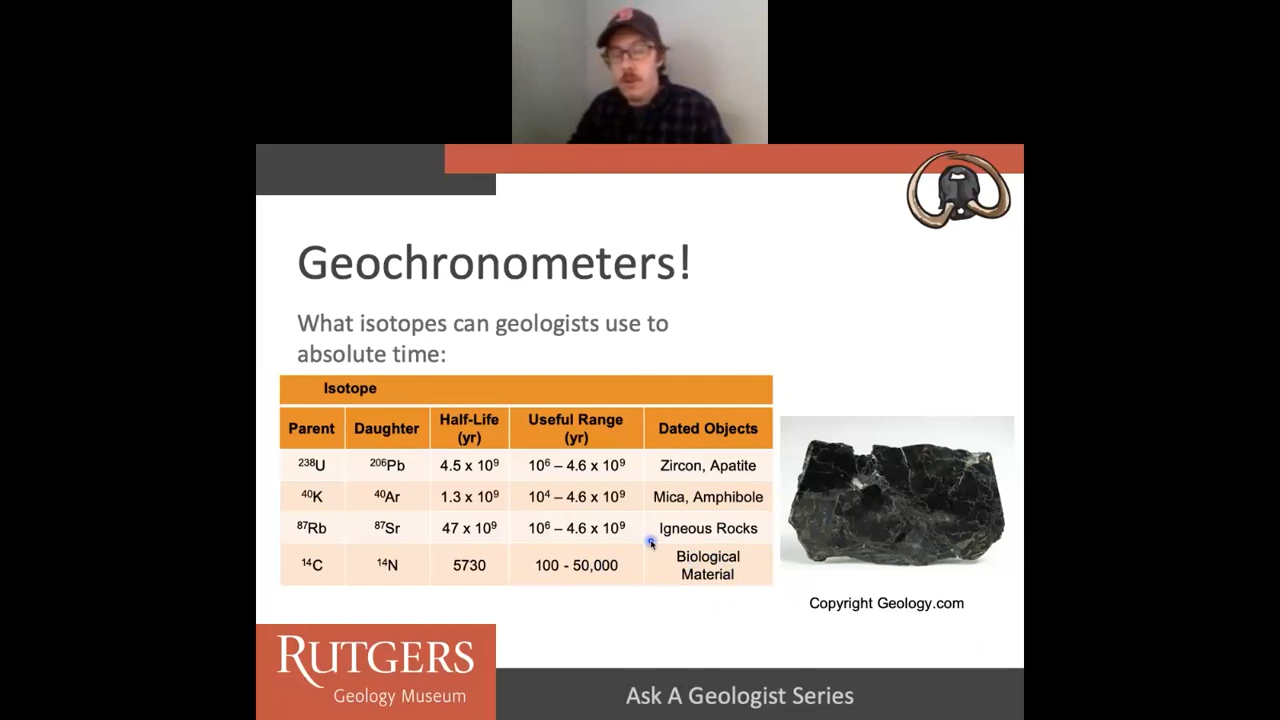 Geochronometers!
What isotopes can geologists use to
absolute time:
Isotope
Parent Daughter Half-Life (yr) Useful Range (yr) Dated Objects
²³⁸U ²⁰⁶Pb 4.5 x 10⁹ 10⁶ – 4.6 x 10⁹ Zircon, Apatite
⁴⁰K ⁴⁰Ar 1.3 x 10⁹ 10⁴ – 4.6 x 10⁹ Mica, Amphibole
⁸⁷Rb ⁸⁷Sr 47 x 10⁹ 10⁶ – 4.6 x 10⁹ Igneous Rocks
¹⁴C ¹⁴N 5730 100 - 50,000 Biological Material
Copyright Geology.com
RUTGERS
Geology Museum
Ask A Geologist Series